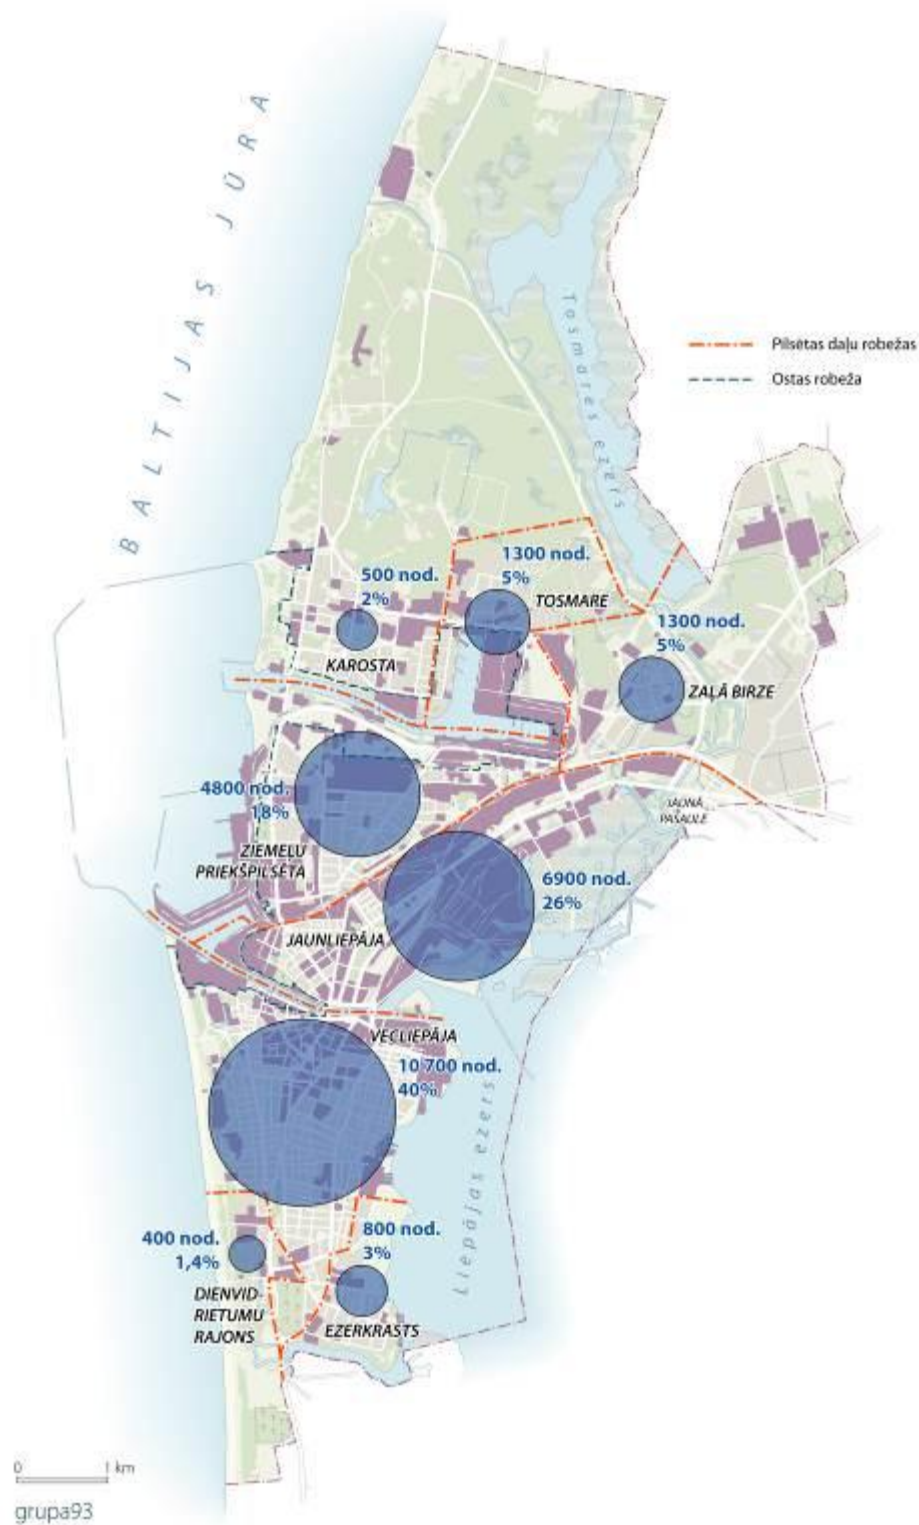 BALTIJAS JŪRA
Tosmares ezers
Pilsētas daļu robežas
Ostas robeža
500 nod.
2%
KAROSTA
1300 nod.
5%
TOSMARE
1300 nod.
5%
ZAĻĀ BIRZE
4800 nod.
18%
ZIEMEĻU
PRIEKŠPILSĒTA
JAUNĀ
PASAULE
6900 nod.
26%
JAUNLIEPĀJA
VECLIEPĀJA
10 700 nod.
40%
Liepājas ezers
400 nod.
1,4%
DIENVID-
RIETUMU
RAJONS
800 nod.
3%
EZERKRASTS
0 1 km
grupa93